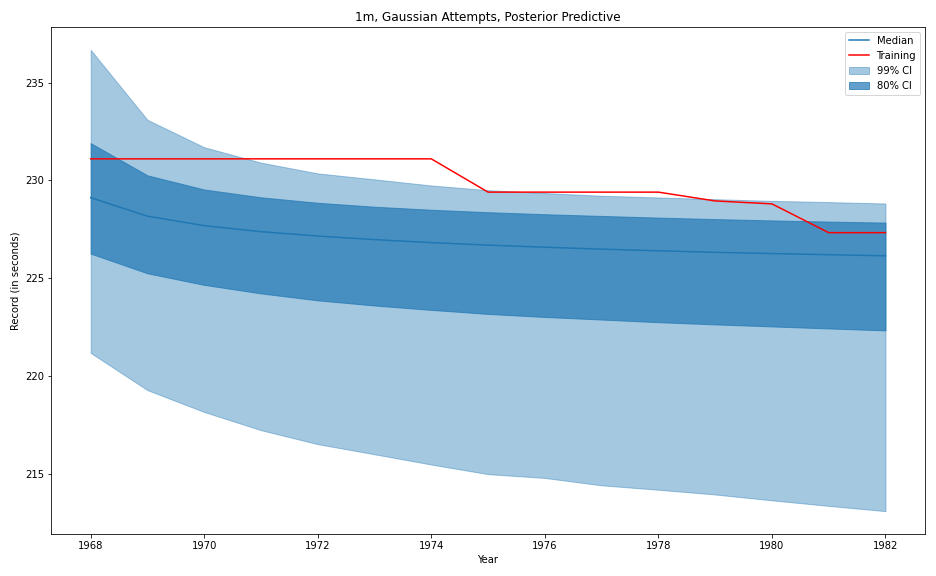 1m, Gaussian Attempts, Posterior Predictive
Median
Training
99% CI
80% CI
235
230
225
220
215
Record (in seconds)
1968 1970 1972 1974 1976 1978 1980 1982
Year